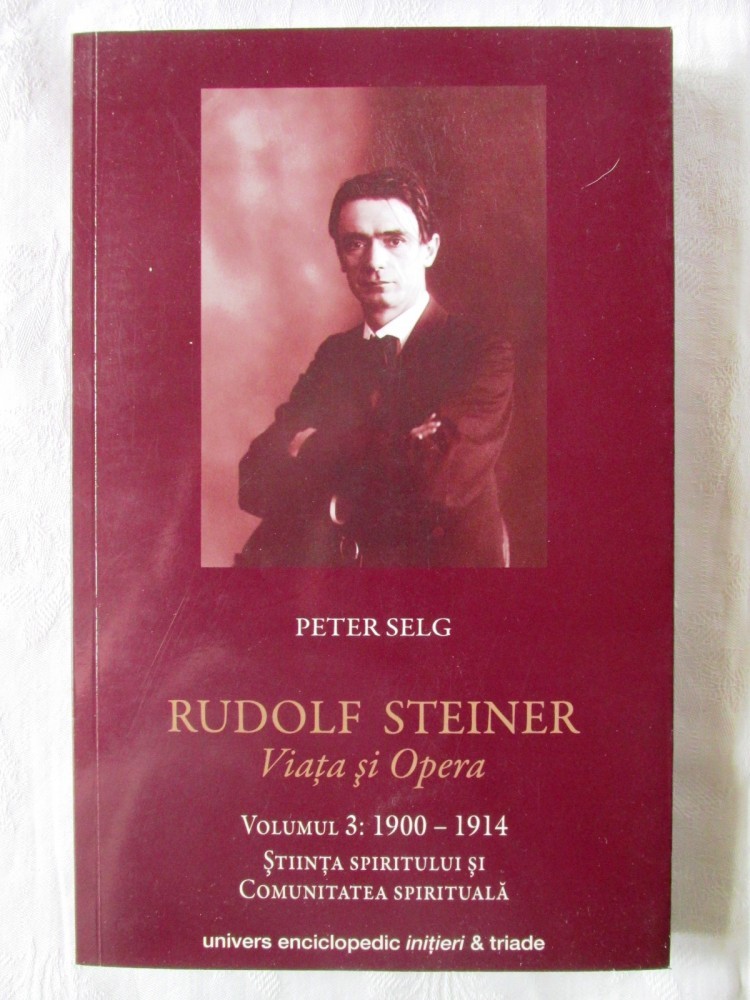 PETER SELG
RUDOLF STEINER
Viața şi Opera
VOLUMUL 3: 1900 – 1914
ȘTIINȚA SPIRITULUI ȘI
COMUNITATEA SPIRITUALĂ
univers enciclopedic inițieri & triade